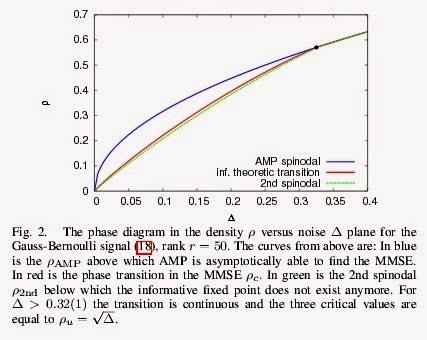 0.7
0.6
0.5
0.4
0.3
0.2
0.1
0
ρ
AMP spinodal
inf. theoretic transition
2nd spinodal
0 0.05 0.1 0.15 0.2 0.25 0.3 0.35 0.4
Δ
Fig. 2. The phase diagram in the density ρ versus noise Δ plane for the
Gauss-Bernoulli signal (18), rank r = 50. The curves from above are: In blue
is the ρAMP above which AMP is asymptotically able to find the MMSE.
In red is the phase transition in the MMSE ρc. In green is the 2nd spinodal
ρ2nd below which the informative fixed point does not exist anymore. For
Δ > 0.32(1) the transition is continuous and the three critical values are
equal to ρu = √Δ.